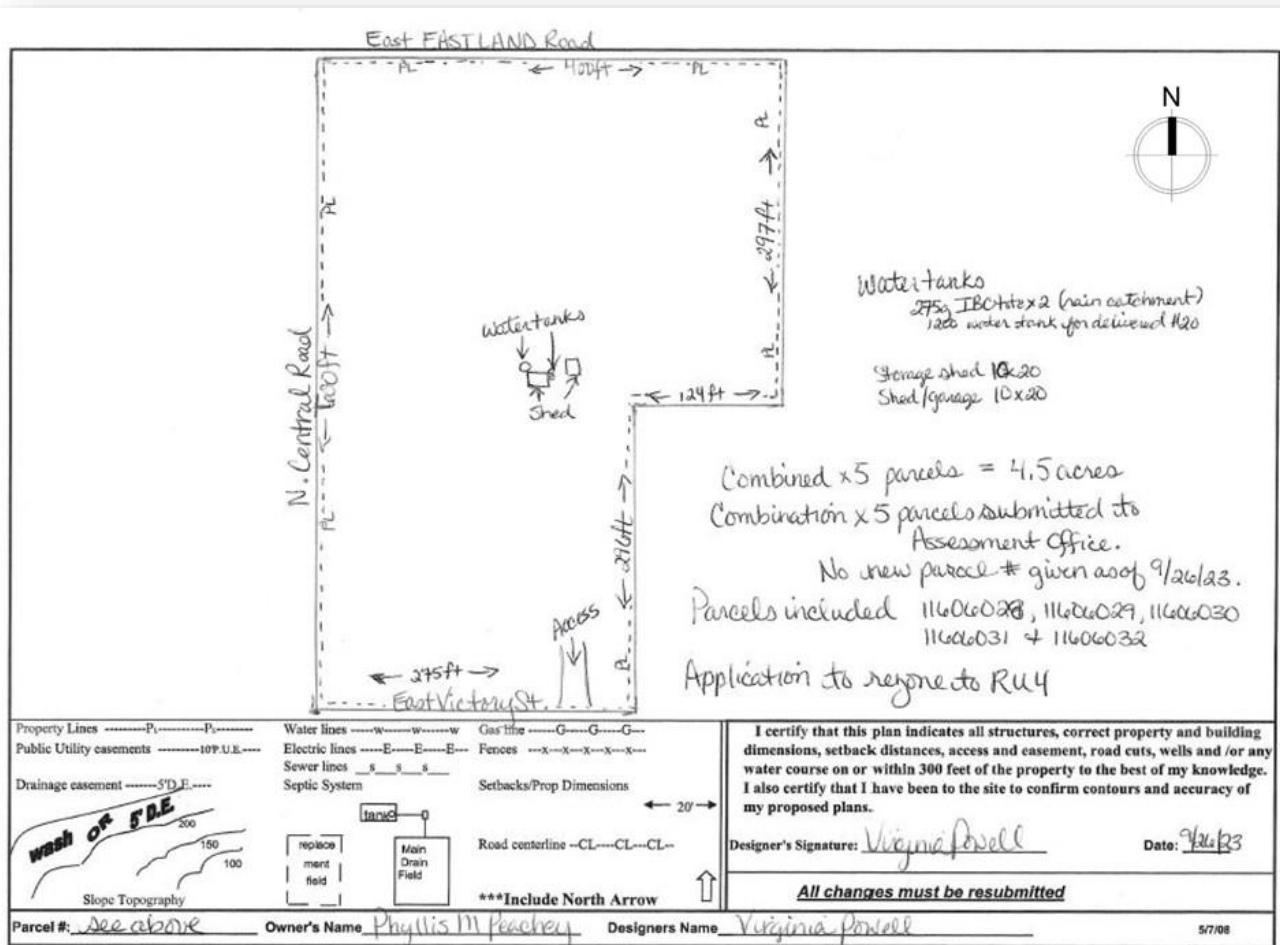 East EASTLAND Road
PL ← 400ft → PL
N
PL
← 297ft →
PL
PL
N. Central Road
← 600ft →
PL
Watertanks
Shed
← 124ft →
← 296ft →
PL
Access
← 275ft →
East Victory St.
Watertanks
275g IBC tote x 2 (rain catchment)
1200 water tank for delivered H20
Storage shed 10x20
Shed/garage 10x20
Combined x5 parcels = 4.5 acres
Combination x 5 parcels submitted to
Assessment Office.
No new parcel # given as of 9/26/23.
Parcels included 11606028, 11606029, 11606030
11606031 + 11606032
Application to rezone to RU4
Property Lines --------PL---------PL-------
Public Utility easements --------10'P.U.E.----
Drainage easement -------5'D.E.----
wash OR 5' D.E.
200
150
100
Slope Topography
Water lines ----w------w------w
Electric lines ----E----E----E---
Sewer lines __s__s__s__
Septic System
tank
replace
ment
field
Main
Drain
Field
Gas line -----G----G----G---
Fences ---x---x---x---x---x---
Setbacks/Prop Dimensions
← 20' →
Road centerline --CL----CL---CL--
***Include North Arrow
I certify that this plan indicates all structures, correct property and building
dimensions, setback distances, access and easement, road cuts, wells and /or any
water course on or within 300 feet of the property to the best of my knowledge.
I also certify that I have been to the site to confirm contours and accuracy of
my proposed plans.
Designer's Signature: Virginia Powell Date: 9/26/23
All changes must be resubmitted
Parcel #: see above Owner's Name Phyllis M Peachey Designers Name Virginia Powell 5/7/08